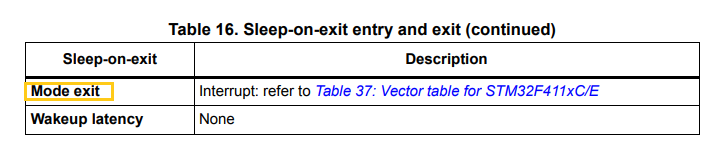 Table 16. Sleep-on-exit entry and exit (continued)
Sleep-on-exit Description
Mode exit Interrupt: refer to Table 37: Vector table for STM32F411xC/E
Wakeup latency None